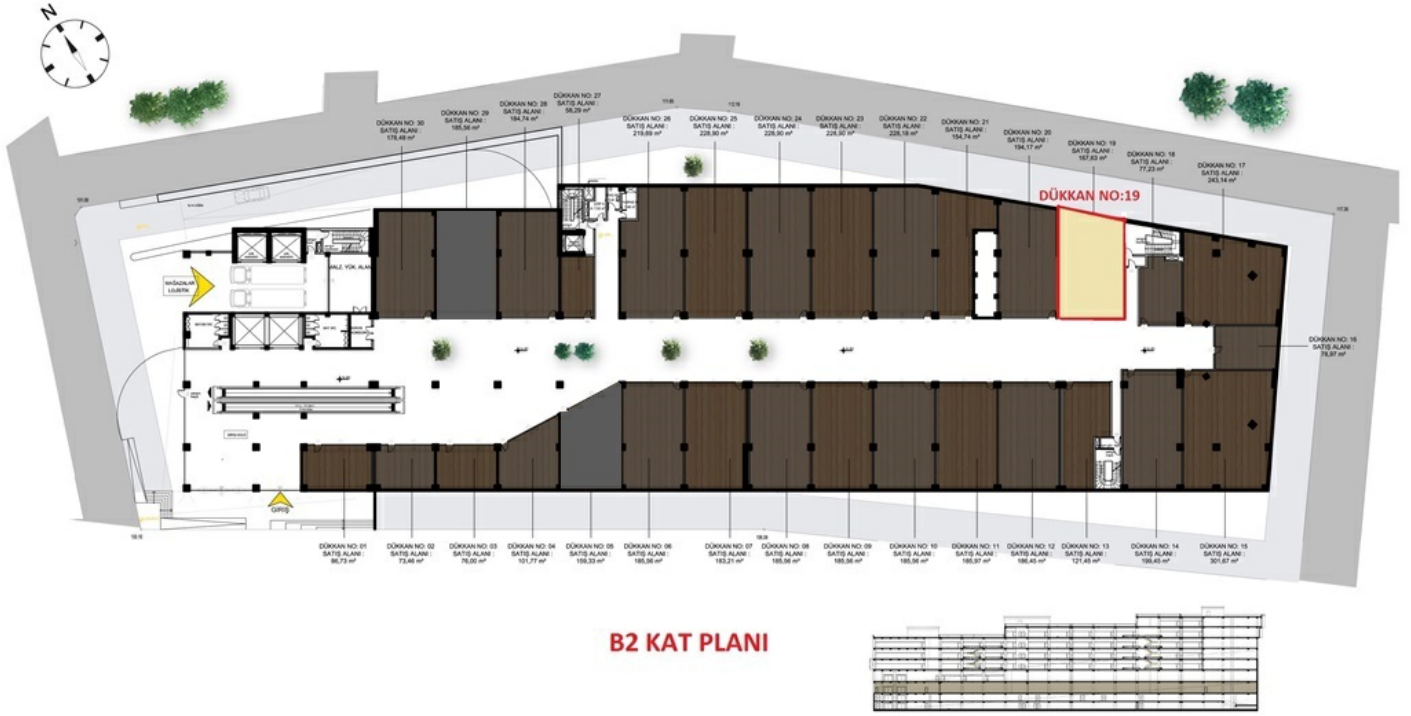 N
DÜKKAN NO: 30
SATIŞ ALANI :
178,48 m²
DÜKKAN NO: 29
SATIŞ ALANI :
185,56 m²
DÜKKAN NO: 28
SATIŞ ALANI :
184,74 m²
DÜKKAN NO: 27
SATIŞ ALANI :
58,29 m²
DÜKKAN NO: 26
SATIŞ ALANI :
219,69 m²
DÜKKAN NO: 25
SATIŞ ALANI :
228,90 m²
DÜKKAN NO: 24
SATIŞ ALANI :
228,90 m²
DÜKKAN NO: 23
SATIŞ ALANI :
228,90 m²
DÜKKAN NO: 22
SATIŞ ALANI :
228,18 m²
DÜKKAN NO: 21
SATIŞ ALANI :
154,74 m²
DÜKKAN NO: 20
SATIŞ ALANI :
194,17 m²
DÜKKAN NO: 19
SATIŞ ALANI :
167,63 m²
DÜKKAN NO: 18
SATIŞ ALANI :
77,23 m²
DÜKKAN NO: 17
SATIŞ ALANI :
243,14 m²
DÜKKAN NO:19
MALZ. YÜK. ALANI
MAĞAZALAR
LOJİSTİK
DÜKKAN NO: 16
SATIŞ ALANI :
78,97 m²
GİRİŞ
DÜKKAN NO: 01
SATIŞ ALANI :
86,73 m²
DÜKKAN NO: 02
SATIŞ ALANI :
73,46 m²
DÜKKAN NO: 03
SATIŞ ALANI :
76,00 m²
DÜKKAN NO: 04
SATIŞ ALANI :
101,77 m²
DÜKKAN NO: 05
SATIŞ ALANI :
159,33 m²
DÜKKAN NO: 06
SATIŞ ALANI :
185,56 m²
DÜKKAN NO: 07
SATIŞ ALANI :
183,21 m²
DÜKKAN NO: 08
SATIŞ ALANI :
185,56 m²
DÜKKAN NO: 09
SATIŞ ALANI :
185,56 m²
DÜKKAN NO: 10
SATIŞ ALANI :
185,56 m²
DÜKKAN NO: 11
SATIŞ ALANI :
185,97 m²
DÜKKAN NO: 12
SATIŞ ALANI :
186,45 m²
DÜKKAN NO: 13
SATIŞ ALANI :
121,45 m²
DÜKKAN NO: 14
SATIŞ ALANI :
199,45 m²
DÜKKAN NO: 15
SATIŞ ALANI :
301,67 m²
B2 KAT PLANI